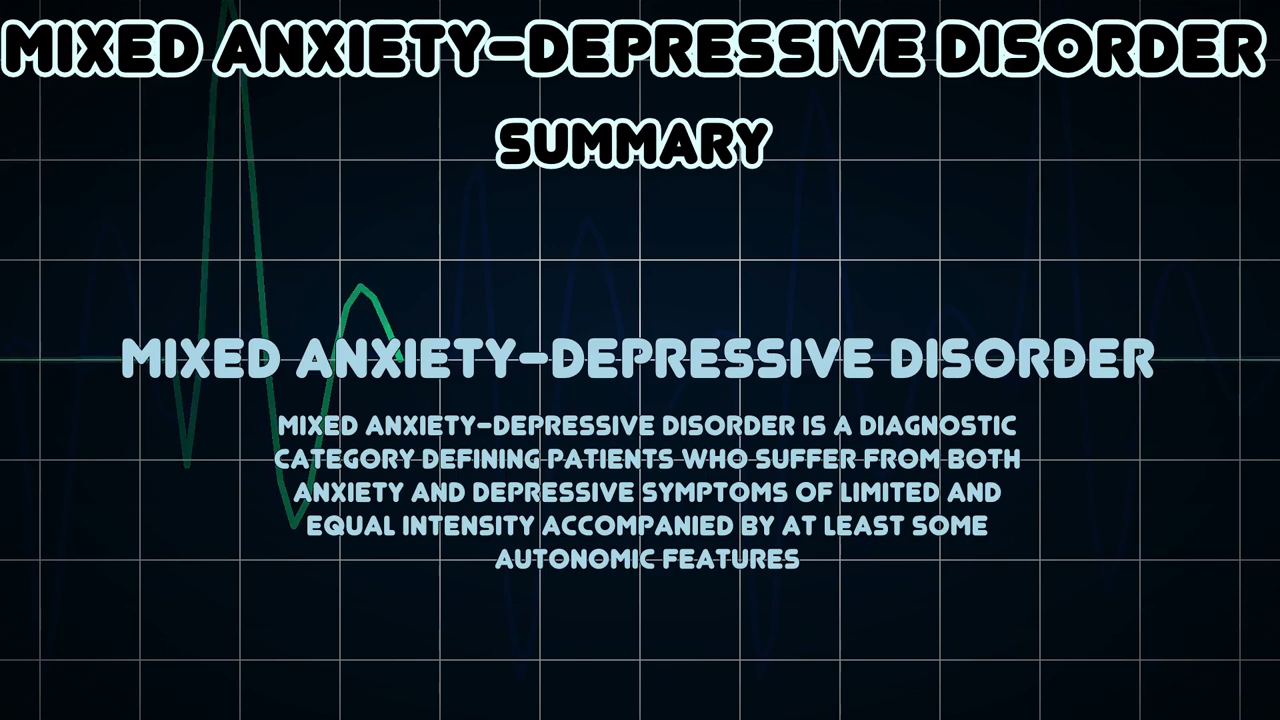 MIXED ANXIETY-DEPRESSIVE DISORDER
SUMMARY
MIXED ANXIETY-DEPRESSIVE DISORDER
MIXED ANXIETY-DEPRESSIVE DISORDER IS A DIAGNOSTIC
CATEGORY DEFINING PATIENTS WHO SUFFER FROM BOTH
ANXIETY AND DEPRESSIVE SYMPTOMS OF LIMITED AND
EQUAL INTENSITY ACCOMPANIED BY AT LEAST SOME
AUTONOMIC FEATURES